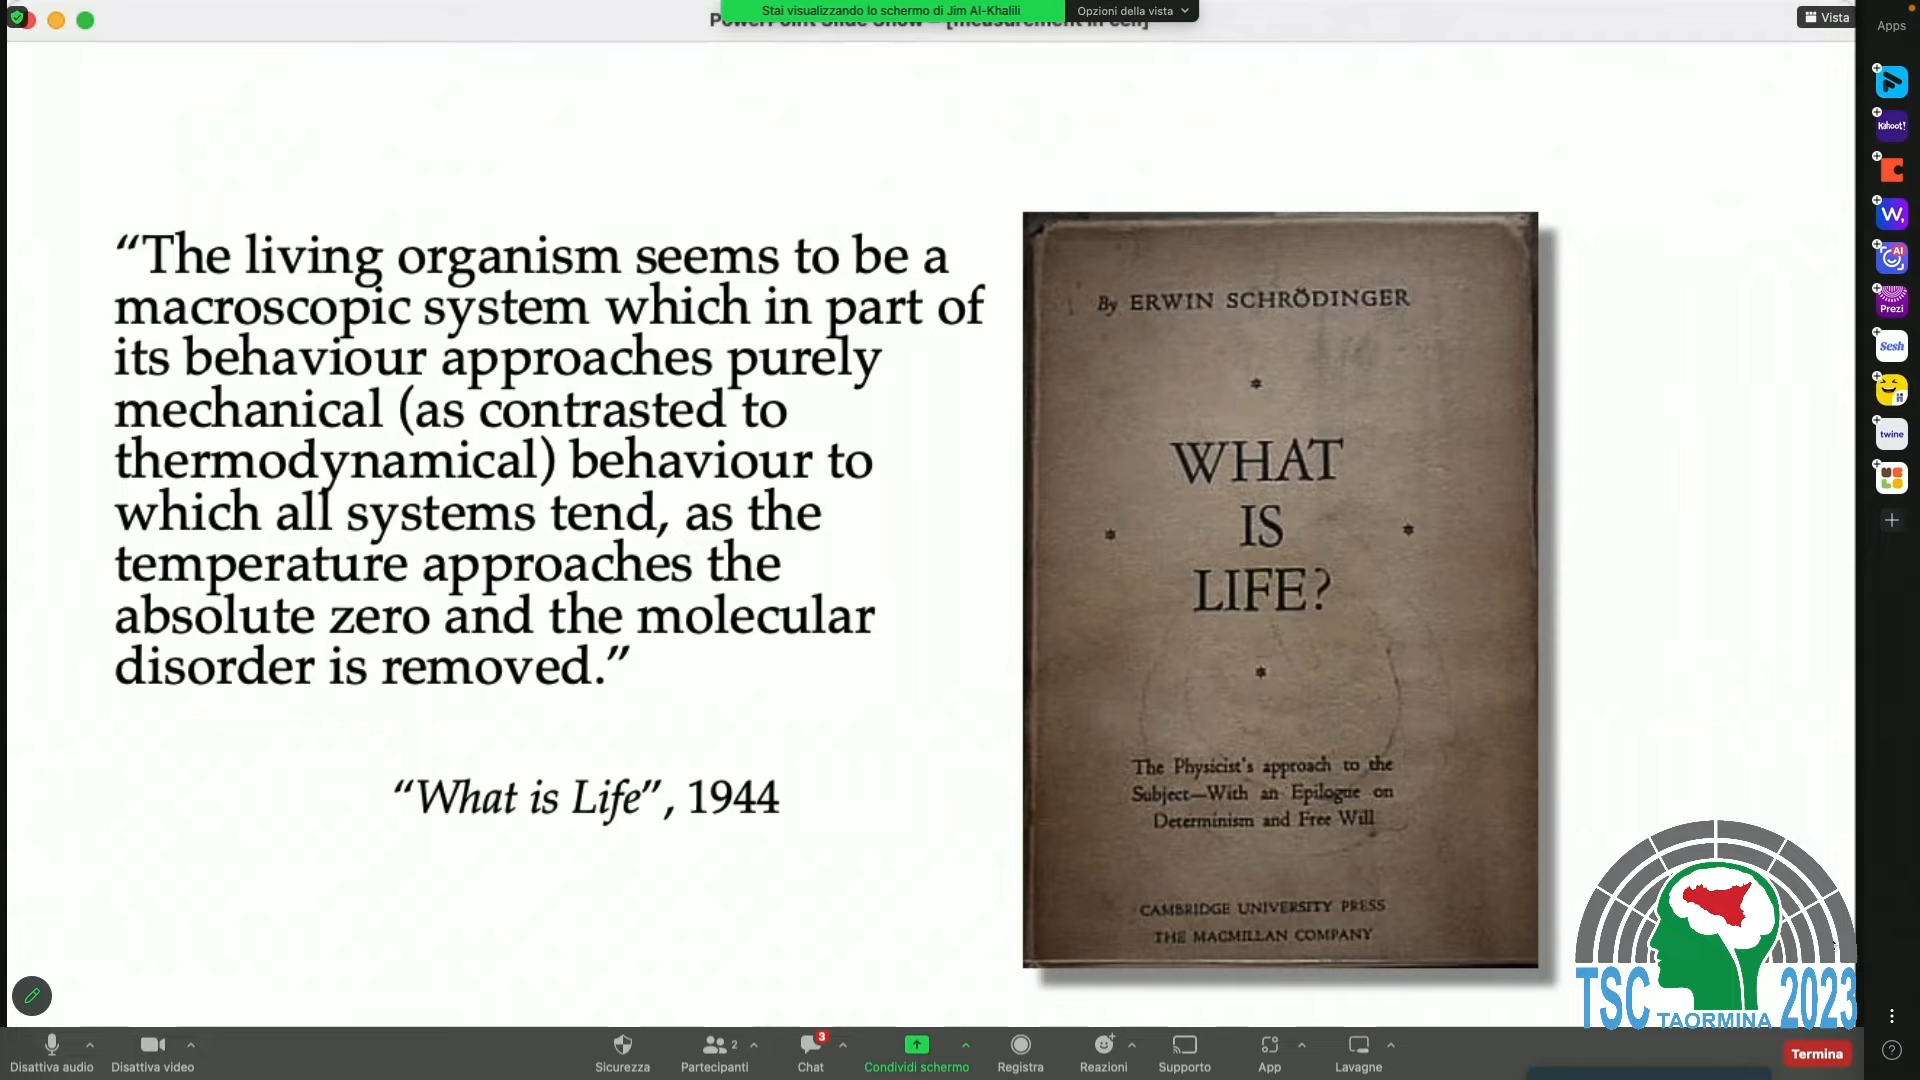 Stai visualizzando lo schermo di Jim Al-Khalili
Opzioni della vista
Vista
Apps
Kahoot!
W,
AI
Prezi
Sesh
twine
“The living organism seems to be a
macroscopic system which in part of
its behaviour approaches purely
mechanical (as contrasted to
thermodynamical) behaviour to
which all systems tend, as the
temperature approaches the
absolute zero and the molecular
disorder is removed.”
“What is Life”, 1944
By ERWIN SCHRÖDINGER
WHAT
IS
LIFE?
The Physicist's approach to the
Subject—With an Epilogue on
Determinism and Free Will
CAMBRIDGE UNIVERSITY PRESS
THE MACMILLAN COMPANY
TSC 2023
TAORMINA
Disattiva audio
Disattiva video
Sicurezza
Partecipanti
2
Chat
3
Condividi schermo
Registra
Reazioni
Supporto
App
Lavagne
Termina